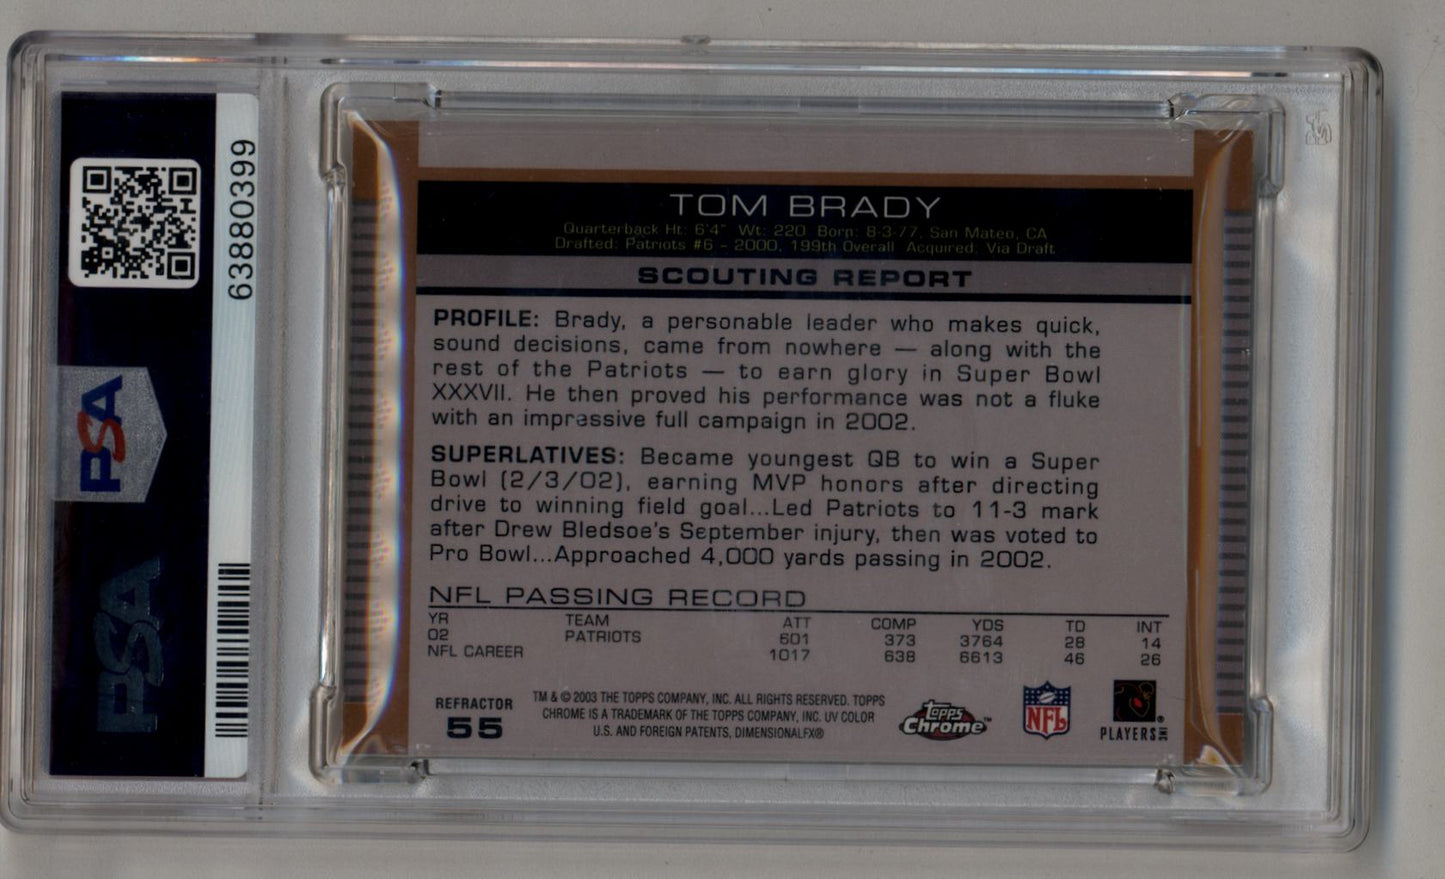 63880399
PSA
PSA
TOM BRADY
Quarterback Ht: 6'4" Wt: 220 Born: 8-3-77, San Mateo, CA
Drafted: Patriots #6 - 2000, 199th Overall Acquired: Via Draft
SCOUTING REPORT
PROFILE: Brady, a personable leader who makes quick,
sound decisions, came from nowhere — along with the
rest of the Patriots — to earn glory in Super Bowl
XXXVII. He then proved his performance was not a fluke
with an impressive full campaign in 2002.
SUPERLATIVES: Became youngest QB to win a Super
Bowl (2/3/02), earning MVP honors after directing
drive to winning field goal...Led Patriots to 11-3 mark
after Drew Bledsoe's September injury, then was voted to
Pro Bowl...Approached 4,000 yards passing in 2002.
NFL PASSING RECORD
YR TEAM ATT COMP YDS TD INT
02 PATRIOTS 601 373 3764 28 14
NFL CAREER 1017 638 6613 46 26
REFRACTOR
55
TM & © 2003 THE TOPPS COMPANY, INC. ALL RIGHTS RESERVED. TOPPS
CHROME IS A TRADEMARK OF THE TOPPS COMPANY, INC. UV COLOR
U.S. AND FOREIGN PATENTS, DIMENSIONALFX®
Topps
Chrome™
NFL
PLAYERS INC ®